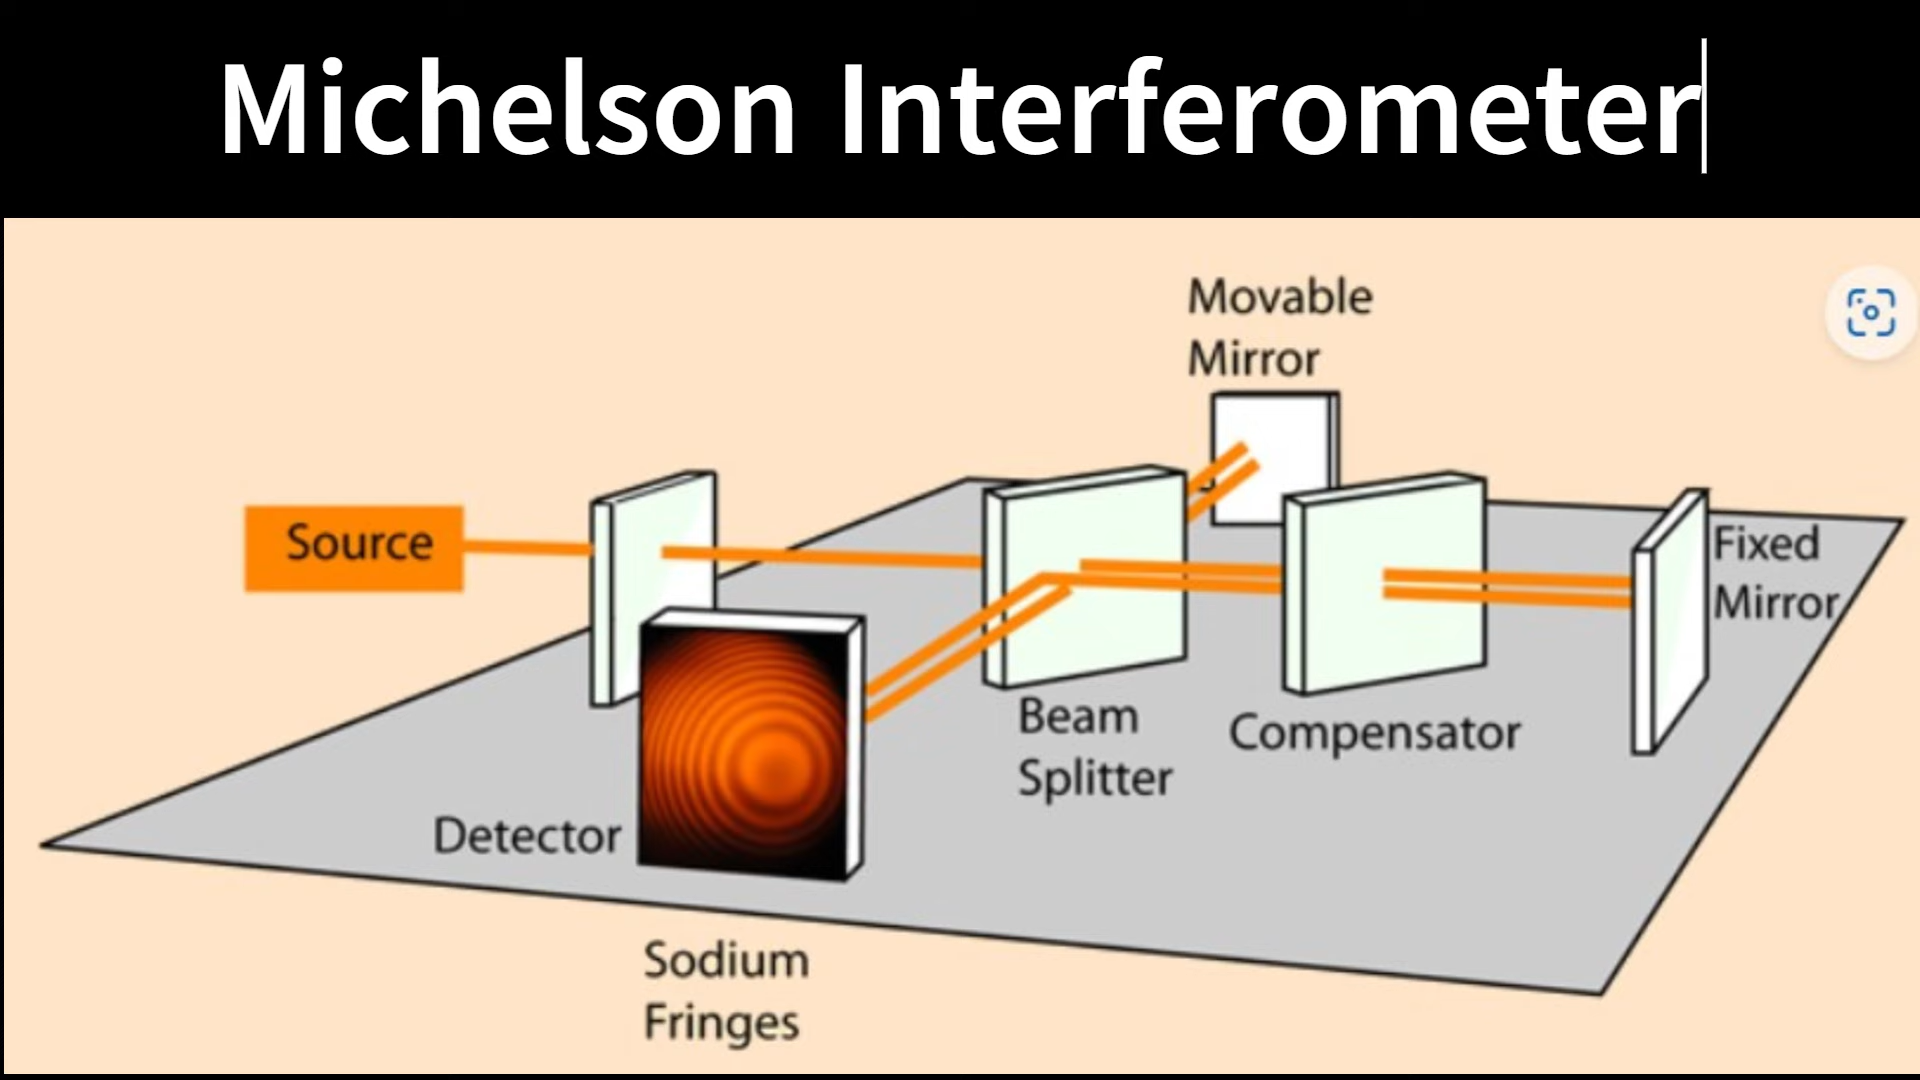 Michelson Interferometer
Movable
Mirror
Source
Fixed
Mirror
Beam
Splitter
Compensator
Detector
Sodium
Fringes